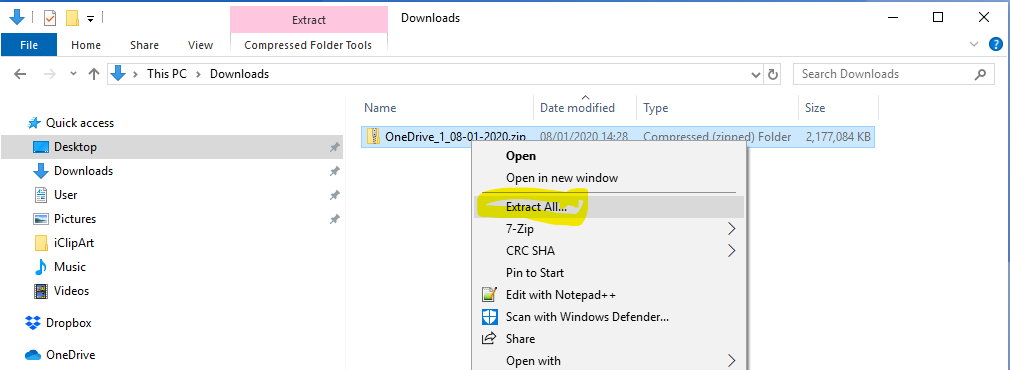 Extract
Downloads
File
Home
Share
View
Compressed Folder Tools
This PC > Downloads
Search Downloads
Name
Date modified
Type
Size
OneDrive_1_08-01-2020.zip
08/01/2020 14:28
Compressed (zipped) Folder
2,177,084 KB
Quick access
Desktop
Downloads
User
Pictures
iClipArt
Music
Videos
Dropbox
OneDrive
Open
Open in new window
Extract All...
7-Zip
CRC SHA
Pin to Start
Edit with Notepad++
Scan with Windows Defender...
Share
Open with